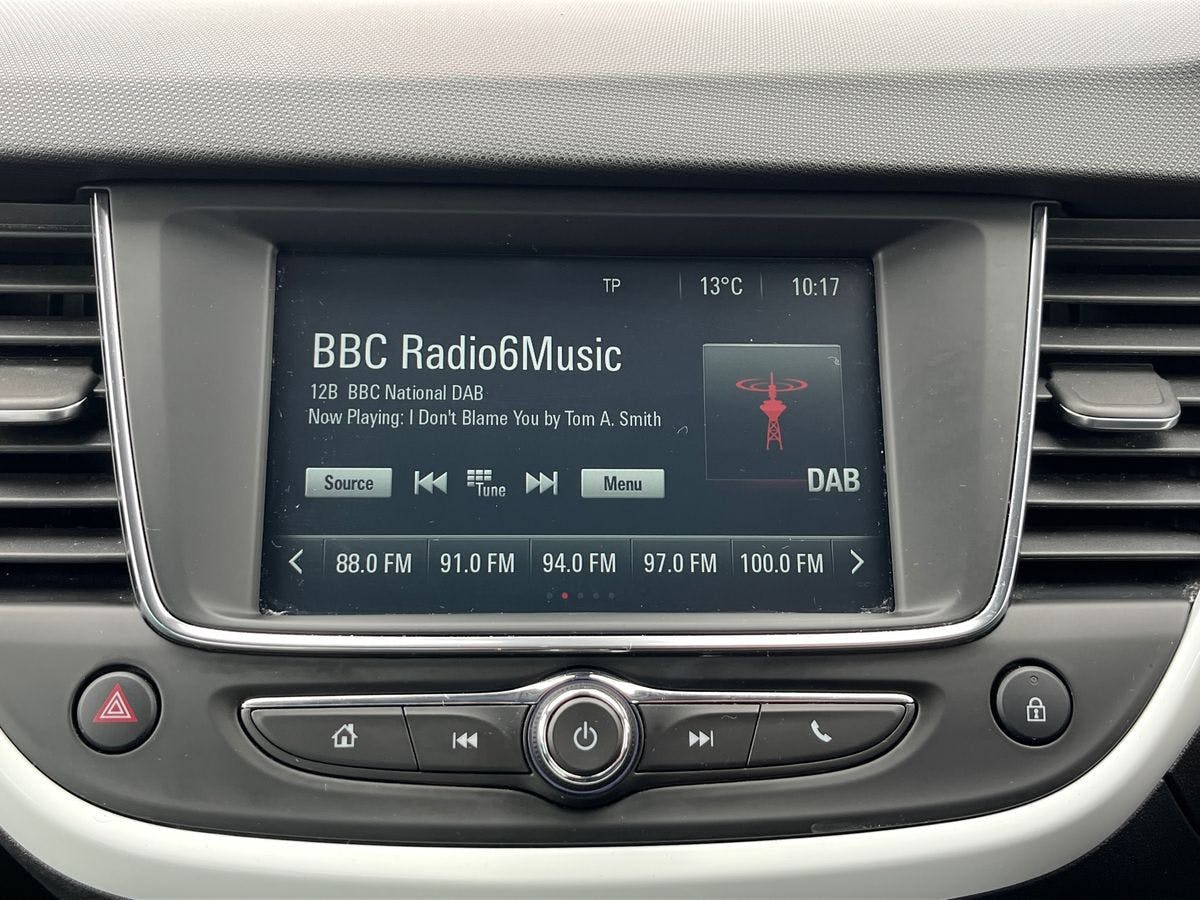 TP 13°C 10:17
BBC Radio6Music
12B BBC National DAB
Now Playing: I Don't Blame You by Tom A. Smith
Source Tune Menu
DAB
88.0 FM 91.0 FM 94.0 FM 97.0 FM 100.0 FM